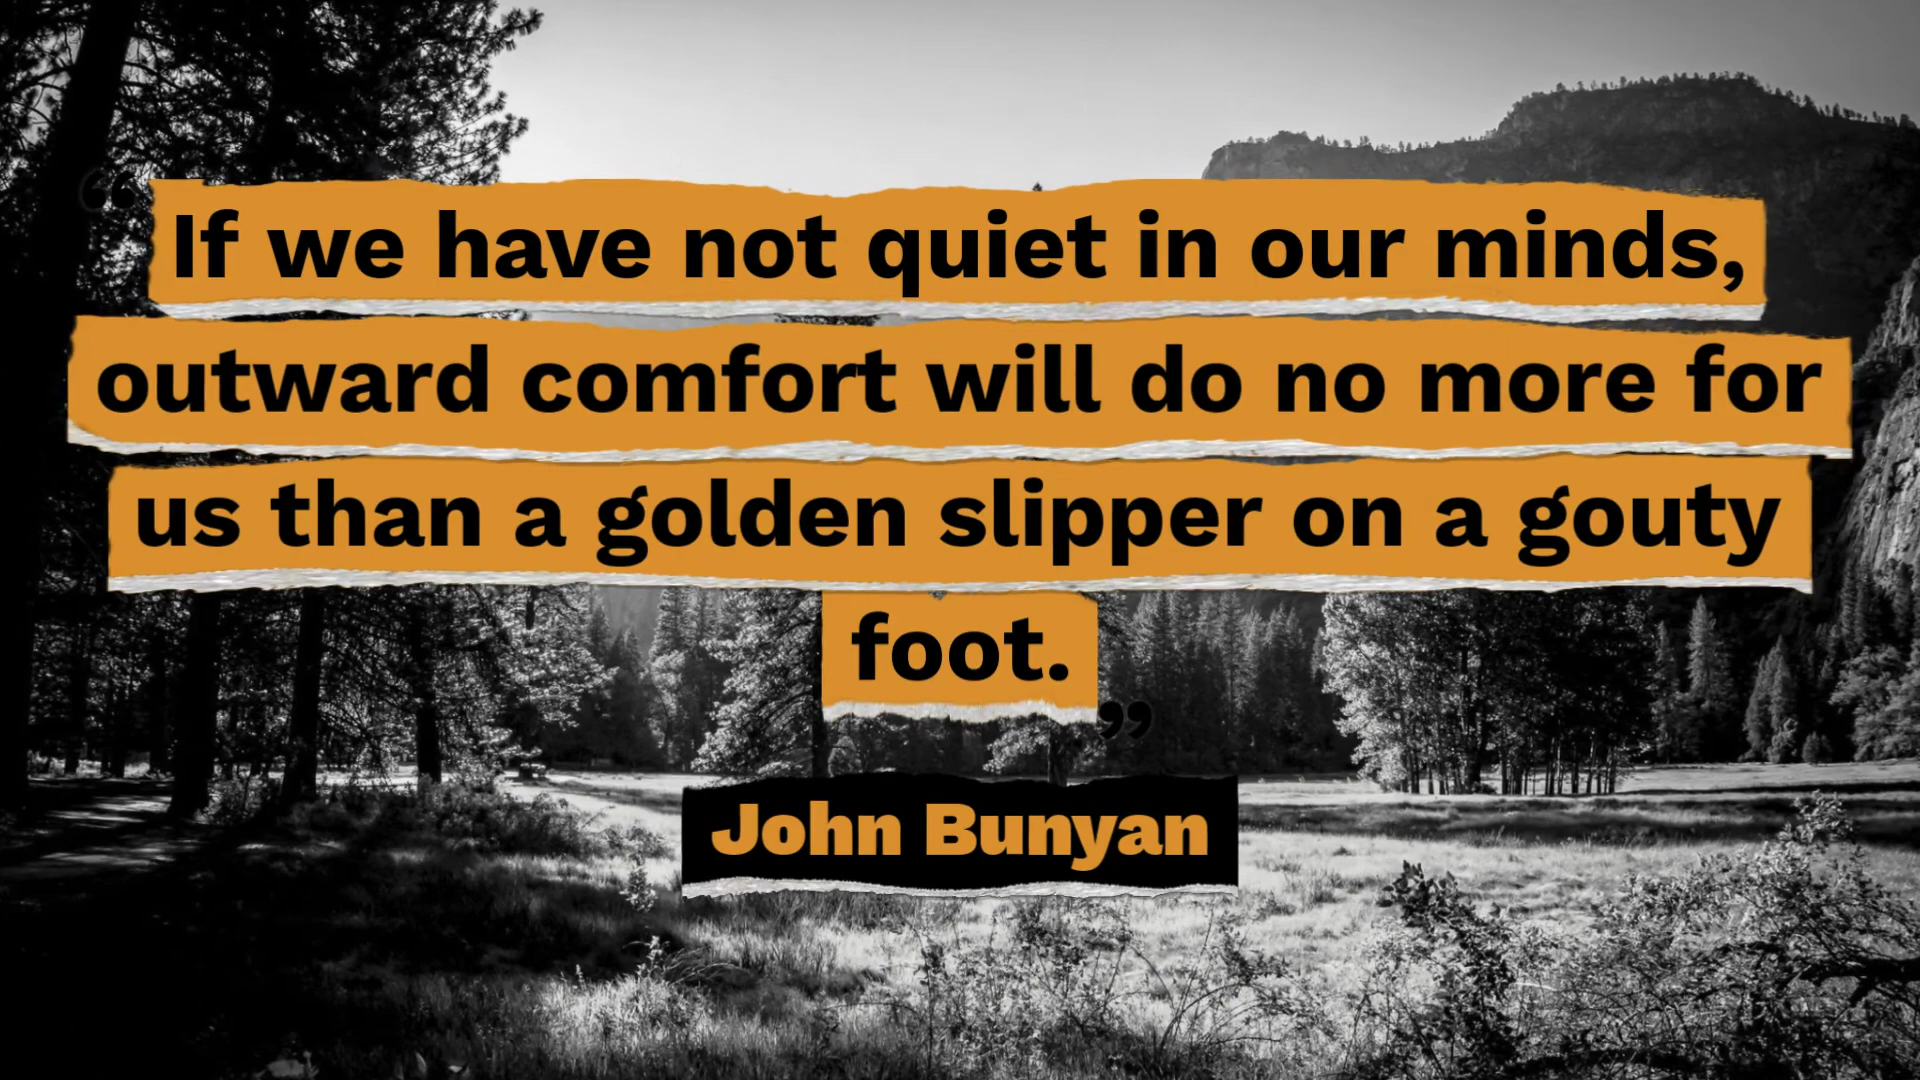 “If we have not quiet in our minds,
outward comfort will do no more for
us than a golden slipper on a gouty
foot.”
John Bunyan